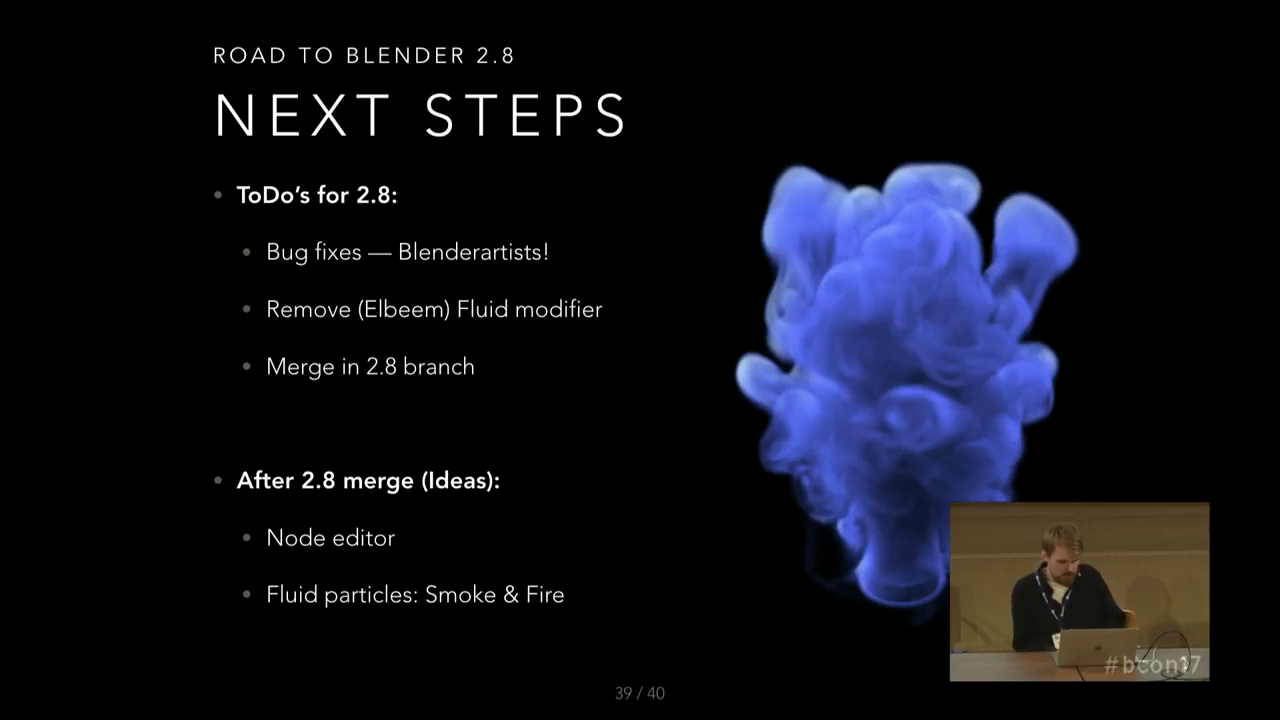 ROAD TO BLENDER 2.8
NEXT STEPS
• ToDo's for 2.8:
• Bug fixes — Blenderartists!
• Remove (Elbeem) Fluid modifier
• Merge in 2.8 branch
• After 2.8 merge (Ideas):
• Node editor
• Fluid particles: Smoke & Fire
#bcon17
39 / 40